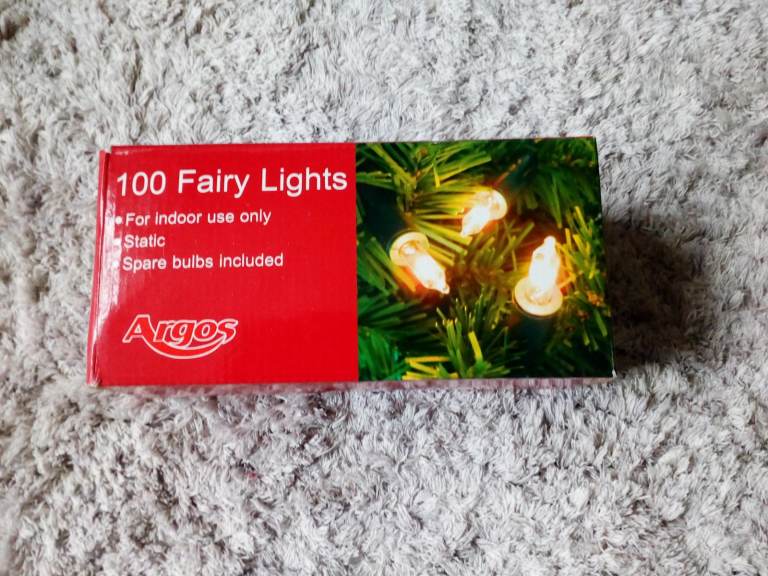 100 Fairy Lights
• For indoor use only
• Static
• Spare bulbs included
Argos